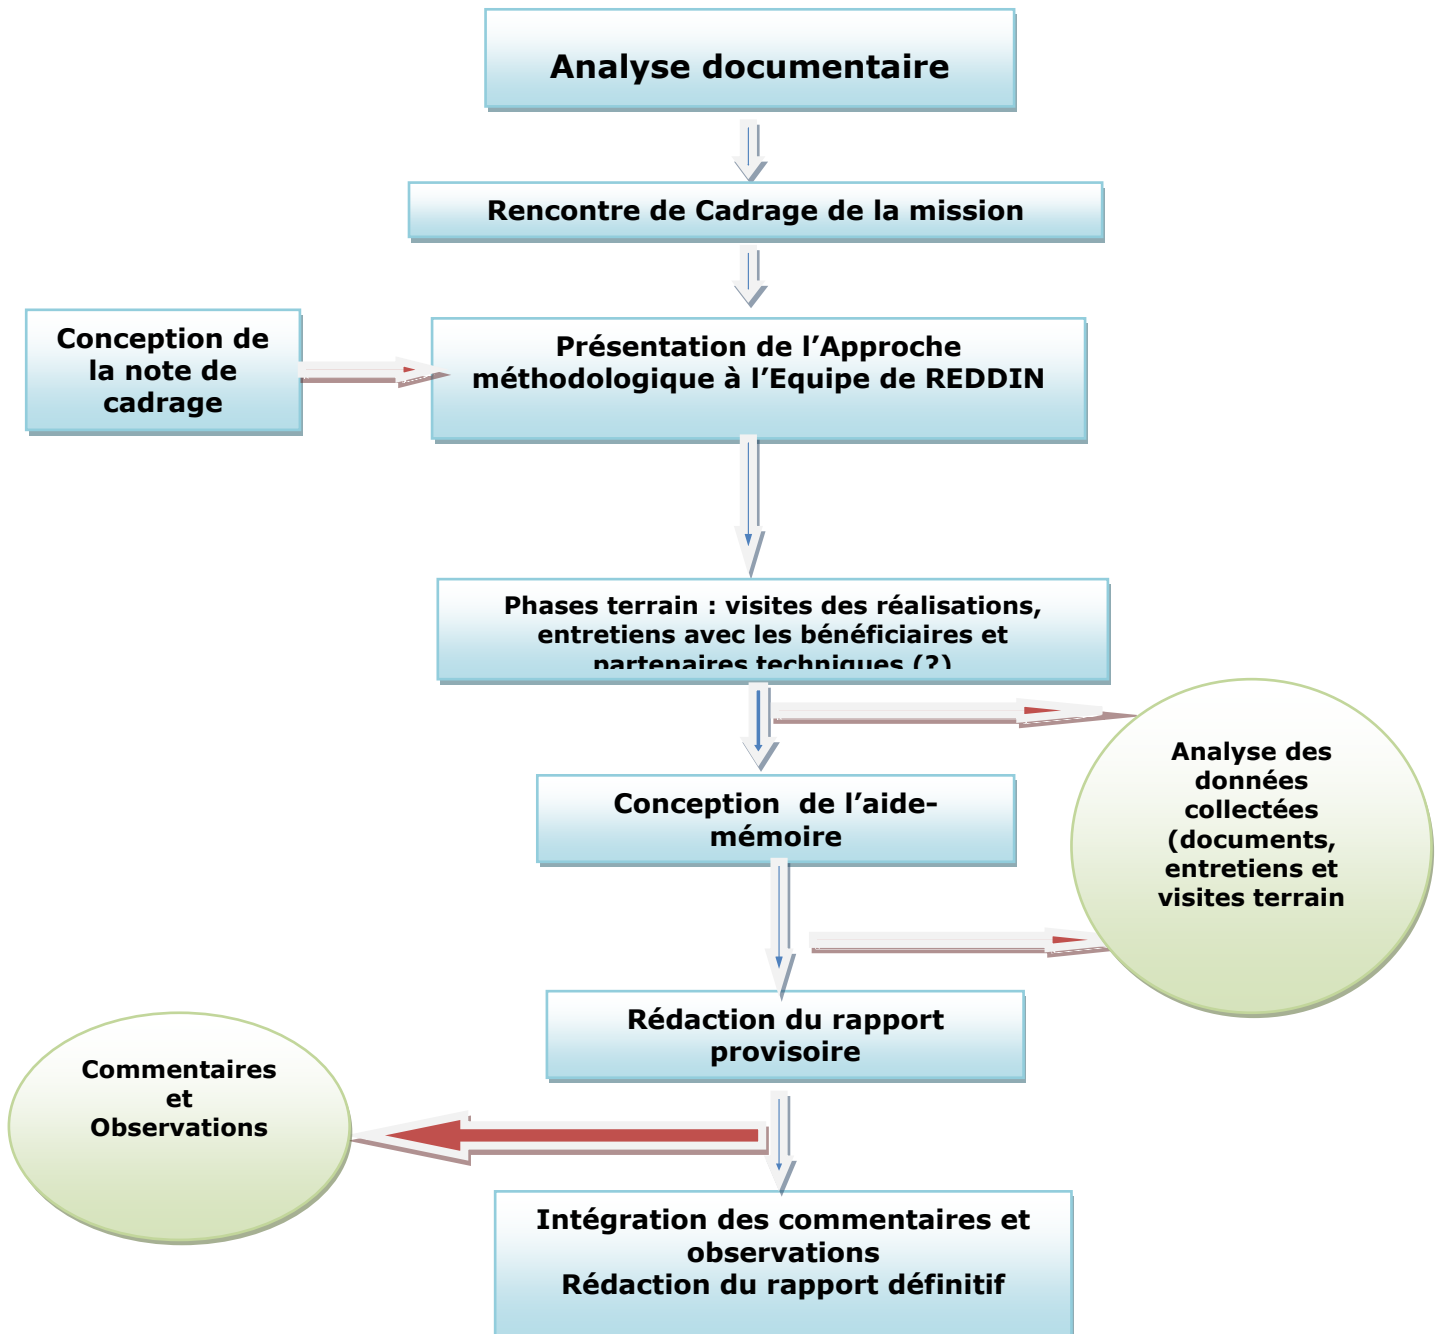 Analyse documentaire
Rencontre de Cadrage de la mission
Conception de
la note de
cadrage
Présentation de l’Approche
méthodologique à l’Equipe de REDDIN
Phases terrain : visites des réalisations,
entretiens avec les bénéficiaires et
partenaires techniques (?)
Conception  de l’aide-
mémoire
Analyse des
données
collectées
(documents,
entretiens et
visites terrain
Rédaction du rapport
provisoire
Commentaires
et
Observations
Intégration des commentaires et
observations
Rédaction du rapport définitif